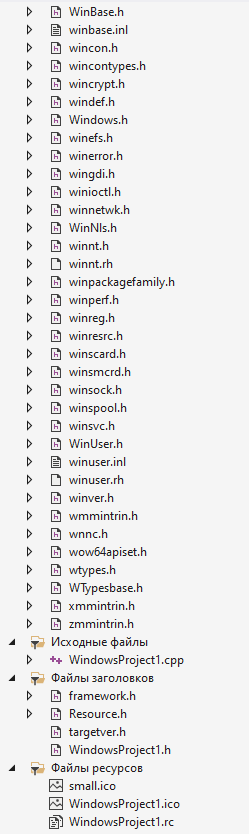 WinBase.h
winbase.inl
wincon.h
wincontypes.h
wincrypt.h
windef.h
Windows.h
winefs.h
winerror.h
wingdi.h
winioctl.h
winnetwk.h
WinNls.h
winnt.h
winnt.rh
winpackagefamily.h
winperf.h
winreg.h
winresrc.h
winscard.h
winsmcrd.h
winsock.h
winspool.h
winsvc.h
WinUser.h
winuser.inl
winuser.rh
winver.h
wmmintrin.h
wnnc.h
wow64apiset.h
wtypes.h
WTypesbase.h
xmmintrin.h
zmmintrin.h
Исходные файлы
WindowsProject1.cpp
Файлы заголовков
framework.h
Resource.h
targetver.h
WindowsProject1.h
Файлы ресурсов
small.ico
WindowsProject1.ico
WindowsProject1.rc